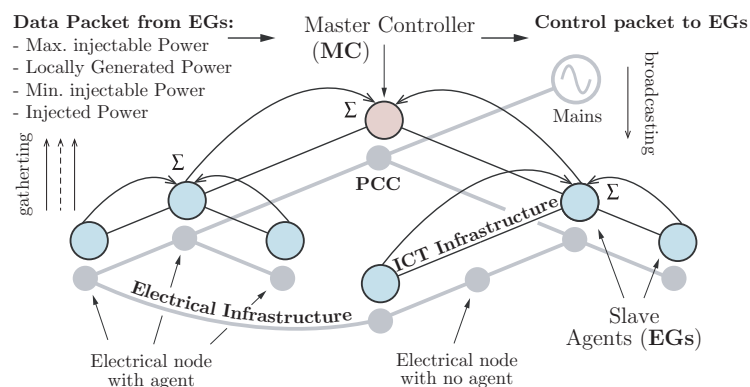 Data Packet from EGs:
- Max. injectable Power
- Locally Generated Power
- Min. injectable Power
- Injected Power
Master Controller
(MC)
Control packet to EGs
Mains
broadcasting
gatherting
Σ
Σ
Σ
PCC
ICT Infrastructure
Electrical Infrastructure
Slave
Agents (EGs)
Electrical node
with agent
Electrical node
with no agent